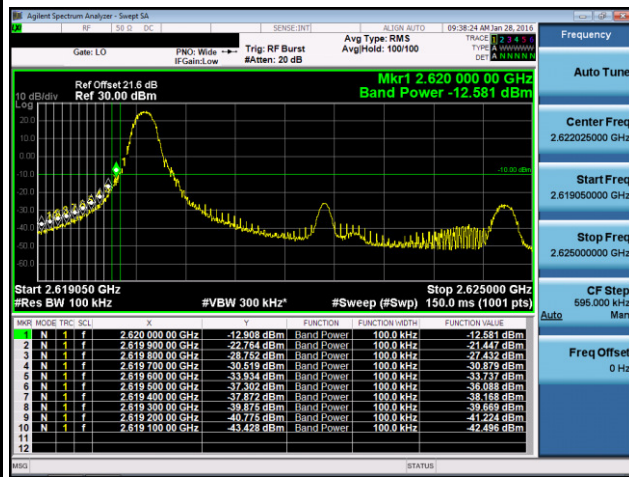 Agilent Spectrum Analyzer - Swept SA
RF 50 Ω DC SENSE:INT ALIGN AUTO 09:38:24 AM Jan 28, 2016
Gate: LO PNO: Wide Trig: RF Burst Avg Type: RMS TRACE 1 2 3 4 5 6
IFGain:Low #Atten: 20 dB Avg|Hold: 100/100 TYPE A WWWWW
DET A N N N N N
Mkr1 2.620 000 00 GHz
Band Power -12.581 dBm
Ref Offset 21.6 dB
10 dB/div Ref 30.00 dBm
Log
20.0
10.0
0.00
-10.0
-10.00 dBm
-20.0
-30.0
-40.0
-50.0
-60.0
Start 2.619050 GHz Stop 2.625000 GHz
#Res BW 100 kHz #VBW 300 kHz* #Sweep (#Swp) 150.0 ms (1001 pts)
MKR MODE TRC SCL X Y FUNCTION FUNCTION WIDTH FUNCTION VALUE
1 N 1 f 2.620 000 00 GHz -12.908 dBm Band Power 100.0 kHz -12.581 dBm
2 N 1 f 2.619 900 00 GHz -22.764 dBm Band Power 100.0 kHz -21.447 dBm
3 N 1 f 2.619 800 00 GHz -28.752 dBm Band Power 100.0 kHz -27.432 dBm
4 N 1 f 2.619 700 00 GHz -30.519 dBm Band Power 100.0 kHz -30.879 dBm
5 N 1 f 2.619 600 00 GHz -33.934 dBm Band Power 100.0 kHz -33.737 dBm
6 N 1 f 2.619 500 00 GHz -37.302 dBm Band Power 100.0 kHz -36.088 dBm
7 N 1 f 2.619 400 00 GHz -37.872 dBm Band Power 100.0 kHz -38.168 dBm
8 N 1 f 2.619 300 00 GHz -39.875 dBm Band Power 100.0 kHz -39.669 dBm
9 N 1 f 2.619 200 00 GHz -40.775 dBm Band Power 100.0 kHz -41.224 dBm
10 N 1 f 2.619 100 00 GHz -43.428 dBm Band Power 100.0 kHz -42.496 dBm
11
12
MSG STATUS
Frequency
Auto Tune
Center Freq
2.622025000 GHz
Start Freq
2.619050000 GHz
Stop Freq
2.625000000 GHz
CF Step
595.000 kHz
Auto Man
Freq Offset
0 Hz